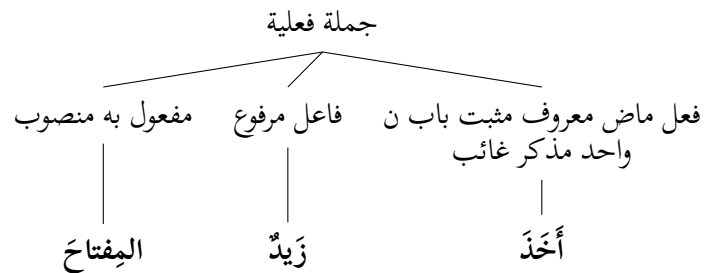 جملة فعلية
فعل ماض معروف مثبت باب ن فاعل مرفوع مفعول به منصوب
واحد مذكر غائب
أَخَذَ زَيدٌ المِفتاحَ